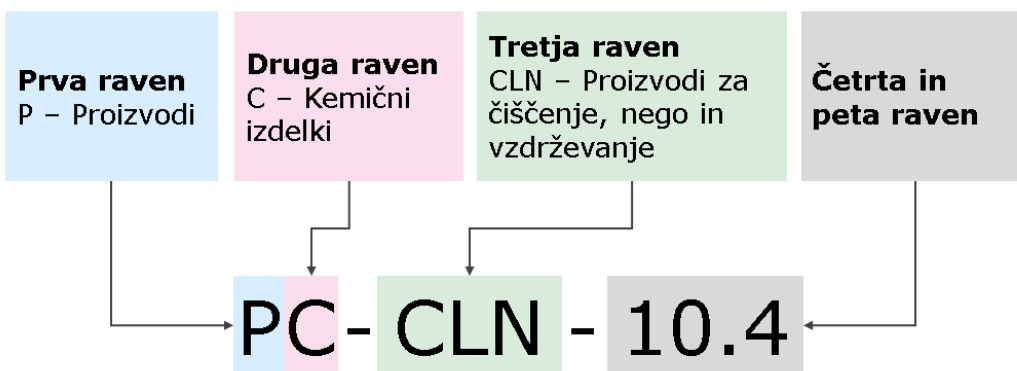 Prva raven
P – Proizvodi
Druga raven
C – Kemični
izdelki
Tretja raven
CLN – Proizvodi za
čiščenje, nego in
vzdrževanje
Četrta in
peta raven
PC-CLN - 10.4